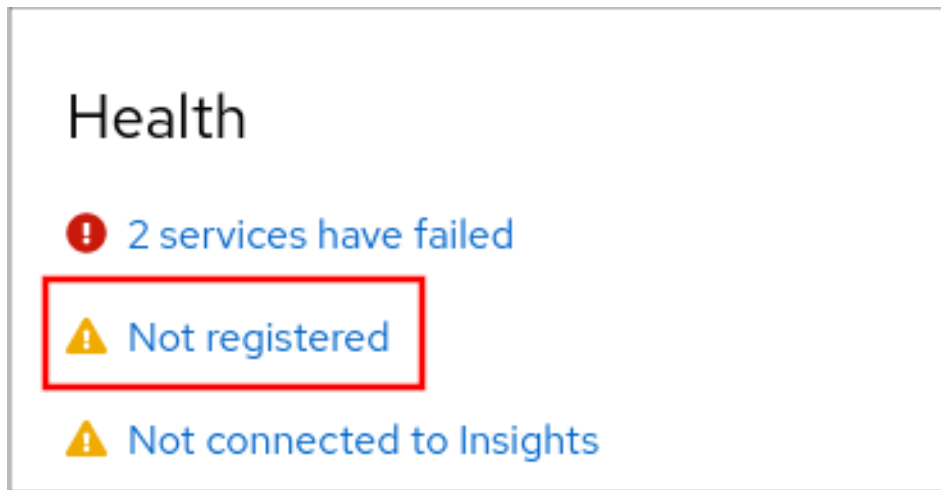 Health
2 services have failed
Not registered
Not connected to Insights